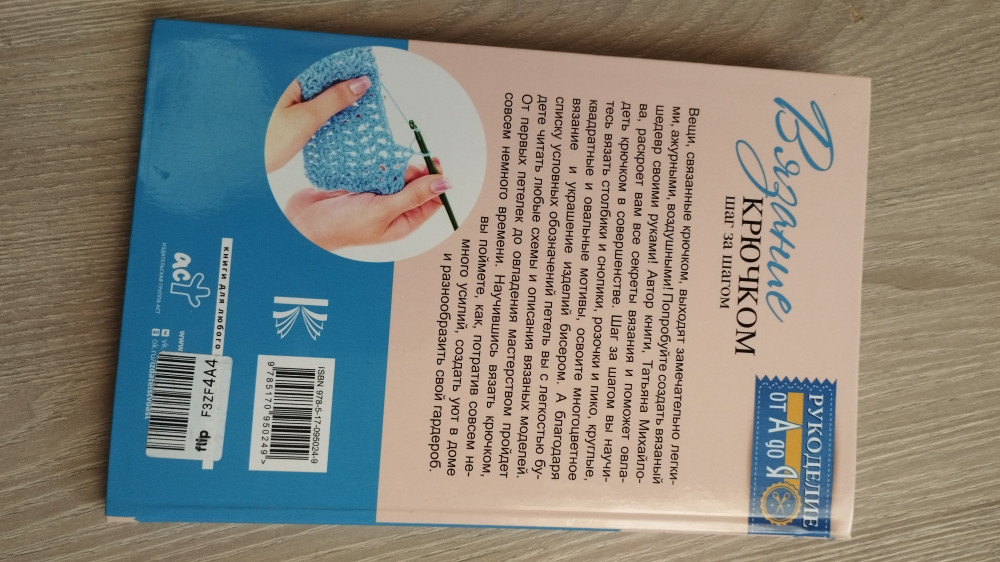 РУКОДЕЛИЕ
ОТ А до Я
Вязание
КРЮЧКОМ
шаг за шагом
Вещи, связанные крючком, выходят замечательно легки-
ми, ажурными, воздушными! Попробуйте создать вязаный
шедевр своими руками! Автор книги, Татьяна Михайло-
ва, раскроет вам все секреты вязания и поможет овла-
деть крючком в совершенстве. Шаг за шагом вы научи-
тесь вязать столбики и снопики, розочки и пико, круглые,
квадратные и овальные мотивы, освоите многоцветное
вязание и украшение изделий бисером. А благодаря
списку условных обозначений петель вы с легкостью бу-
дете читать любые схемы и описания вязаных моделей.
От первых петелек до овладения мастерством пройдет
совсем немного времени. Научившись вязать крючком,
вы поймете, как, потратив совсем не-
много усилий, создать уют в доме
и разнообразить свой гардероб.
ISBN 978-5-17-095024-9
9 785170 950249 >
книги для любого
аст
ИЗДАТЕЛЬСКАЯ ГРУППА АСТ
www.
flip
F3ZE4A4